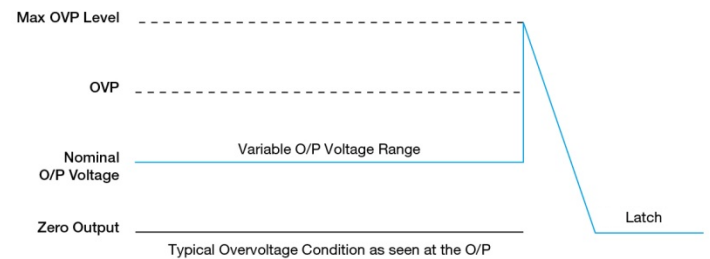 Max OVP Level
OVP
Variable O/P Voltage Range
Nominal
O/P Voltage
Latch
Zero Output
Typical Overvoltage Condition as seen at the O/P